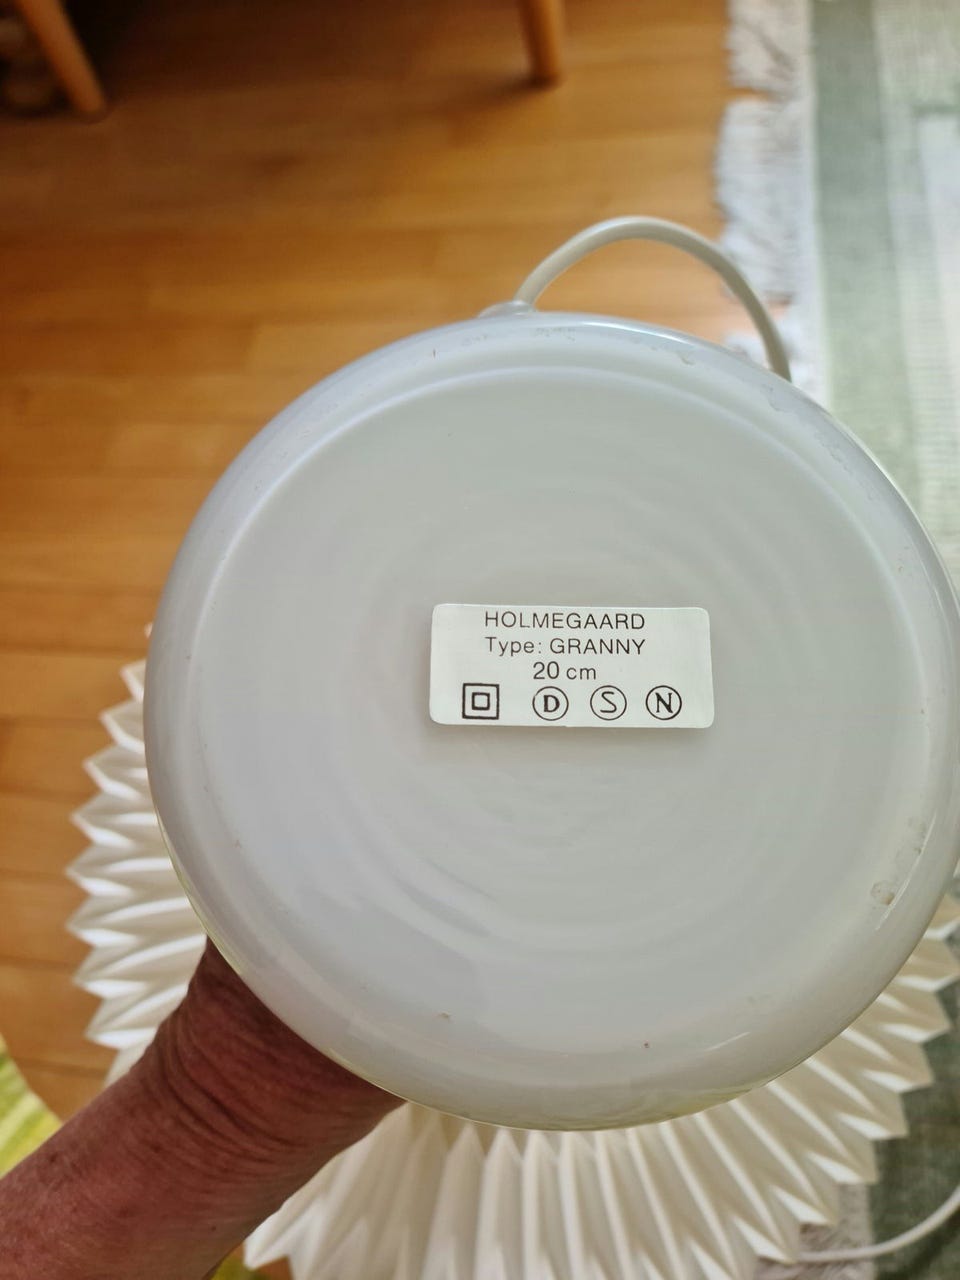 HOLMEGAARD
Type: GRANNY
20 cm
D S N